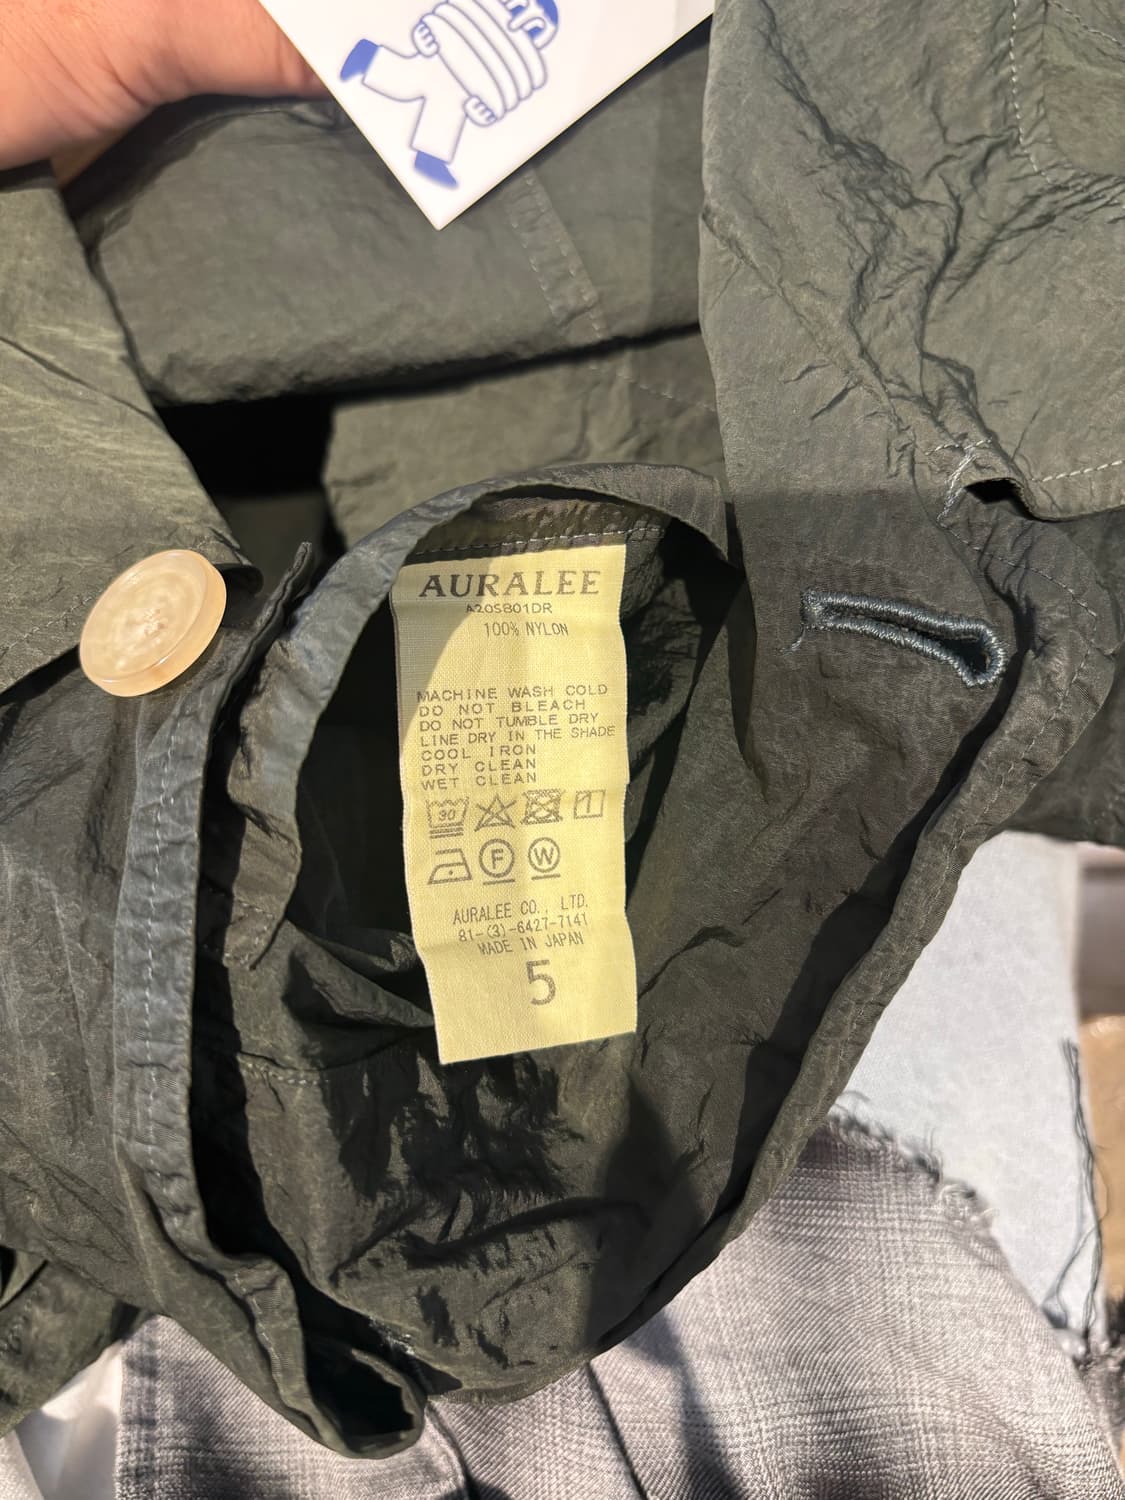 AURALEE
A20SB01DR
100% NYLON
MACHINE WASH COLD
DO NOT BLEACH
DO NOT TUMBLE DRY
LINE DRY IN THE SHADE
COOL IRON
DRY CLEAN
WET CLEAN
30
F W
AURALEE CO., LTD.
81-(3)-6427-7141
MADE IN JAPAN
5